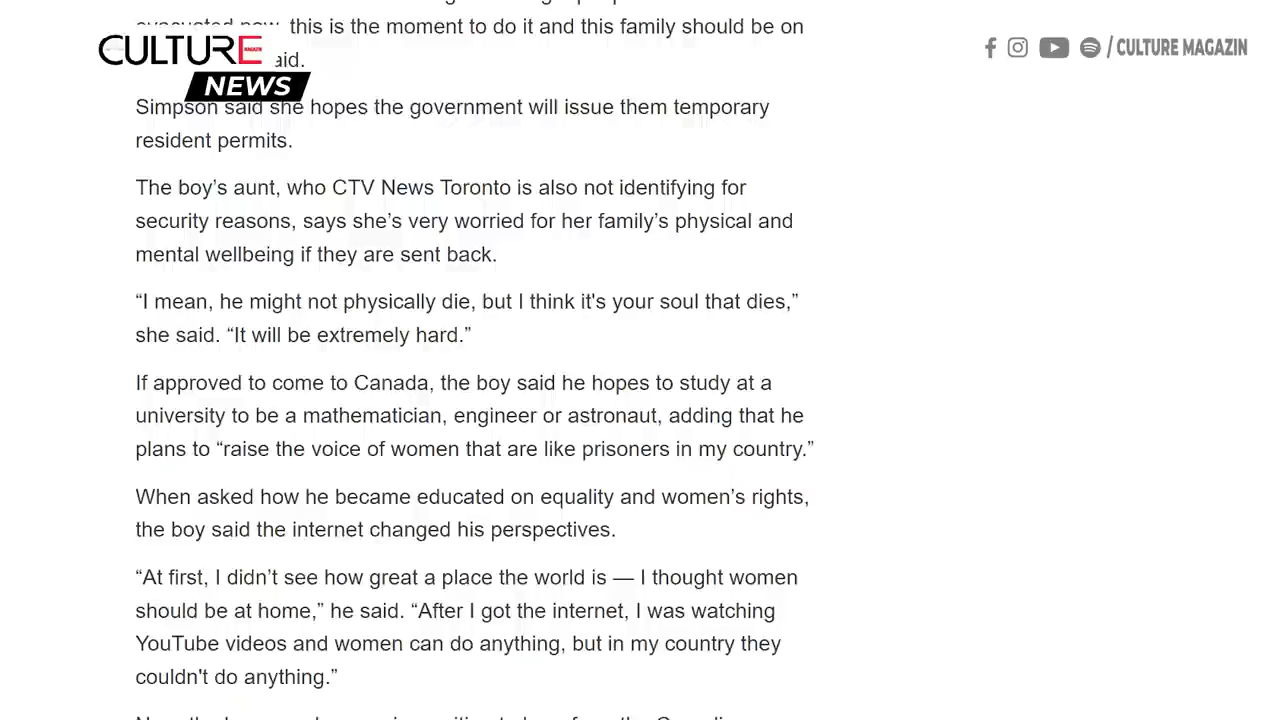 this is the moment to do it and this family should be on
CULTURE
MAGAZIN
NEWS
aid.
/ CULTURE MAGAZIN
Simpson said she hopes the government will issue them temporary
resident permits.
The boy’s aunt, who CTV News Toronto is also not identifying for
security reasons, says she’s very worried for her family’s physical and
mental wellbeing if they are sent back.
“I mean, he might not physically die, but I think it's your soul that dies,”
she said. “It will be extremely hard.”
If approved to come to Canada, the boy said he hopes to study at a
university to be a mathematician, engineer or astronaut, adding that he
plans to “raise the voice of women that are like prisoners in my country.”
When asked how he became educated on equality and women’s rights,
the boy said the internet changed his perspectives.
“At first, I didn’t see how great a place the world is — I thought women
should be at home,” he said. “After I got the internet, I was watching
YouTube videos and women can do anything, but in my country they
couldn't do anything.”